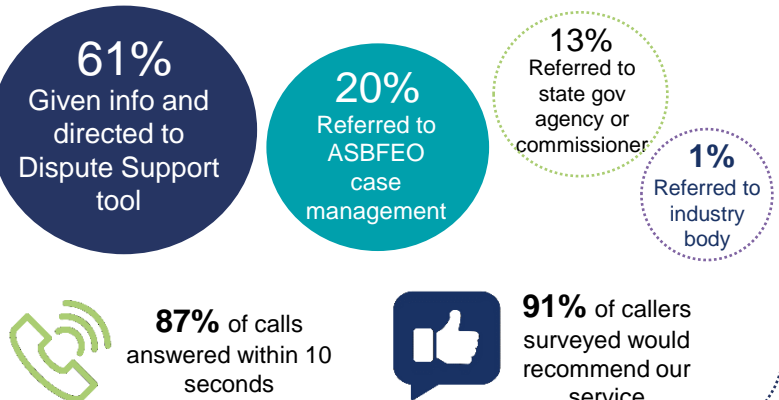 61%
Given info and
directed to
Dispute Support
tool
20%
Referred to
ASBFEO
case
management
13%
Referred to
state gov
agency or
commissioner
1%
Referred to
industry
body
87% of calls
answered within 10
seconds
91% of callers
surveyed would
recommend our
service